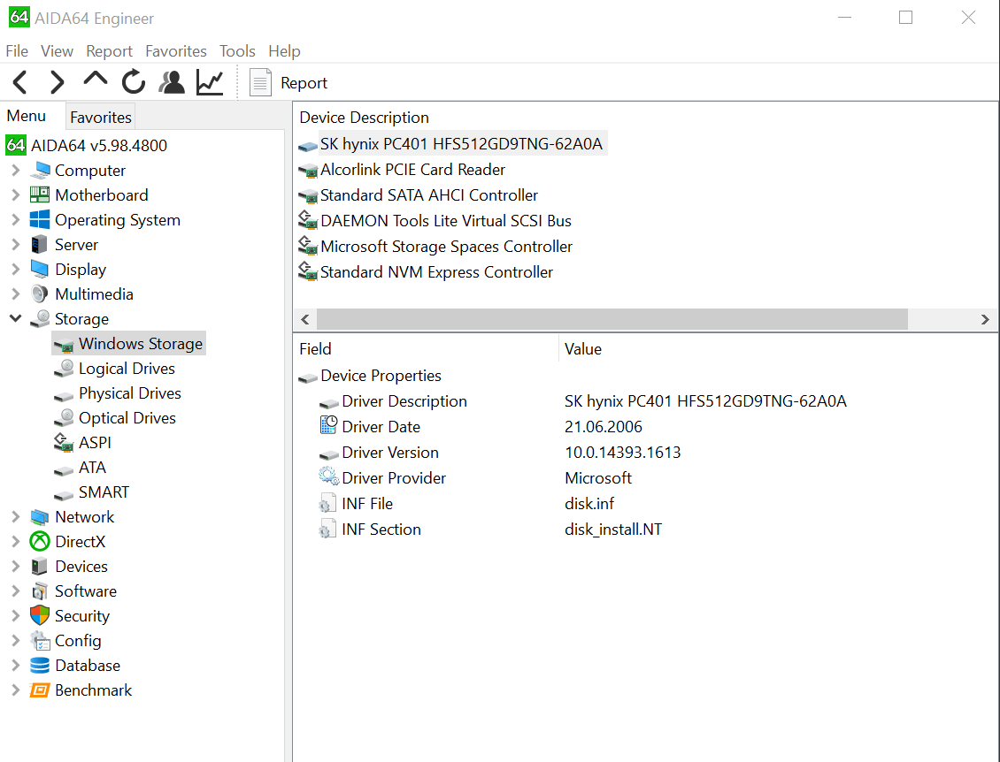 64 AIDA64 Engineer
File View Report Favorites Tools Help
Report
Menu Favorites
64 AIDA64 v5.98.4800
Computer
Motherboard
Operating System
Server
Display
Multimedia
Storage
Windows Storage
Logical Drives
Physical Drives
Optical Drives
ASPI
ATA
SMART
Network
DirectX
Devices
Software
Security
Config
Database
Benchmark
Device Description
SK hynix PC401 HFS512GD9TNG-62A0A
Alcorlink PCIE Card Reader
Standard SATA AHCI Controller
DAEMON Tools Lite Virtual SCSI Bus
Microsoft Storage Spaces Controller
Standard NVM Express Controller
Field Value
Device Properties
Driver Description SK hynix PC401 HFS512GD9TNG-62A0A
Driver Date 21.06.2006
Driver Version 10.0.14393.1613
Driver Provider Microsoft
INF File disk.inf
INF Section disk_install.NT